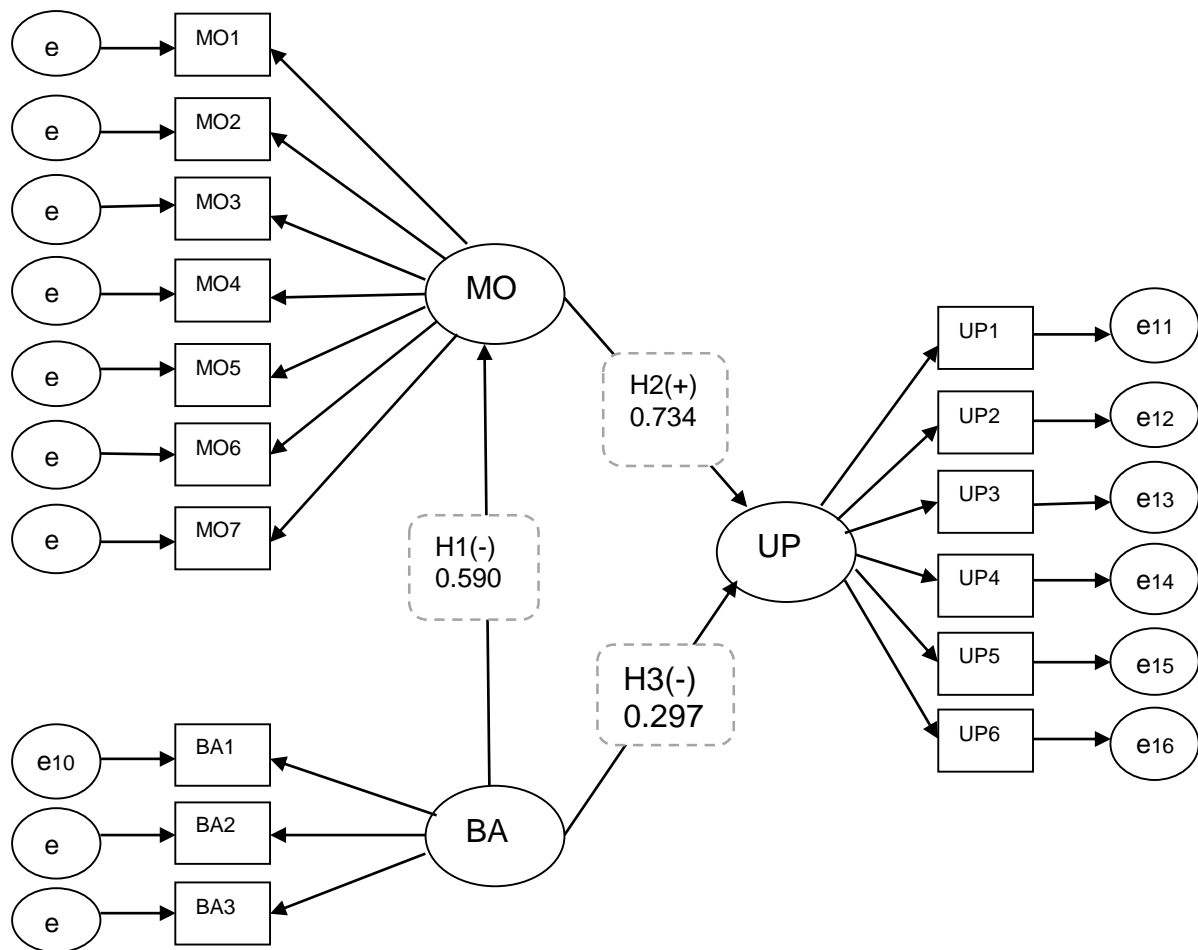 e
MO1
e
MO2
e
MO3
e
MO4
e
MO5
e
MO6
e
MO7
MO
H2(+)
0.734
H1(-)
0.590
UP
H3(-)
0.297
UP1
e11
UP2
e12
UP3
e13
UP4
e14
UP5
e15
UP6
e16
e10
BA1
e
BA2
e
BA3
BA